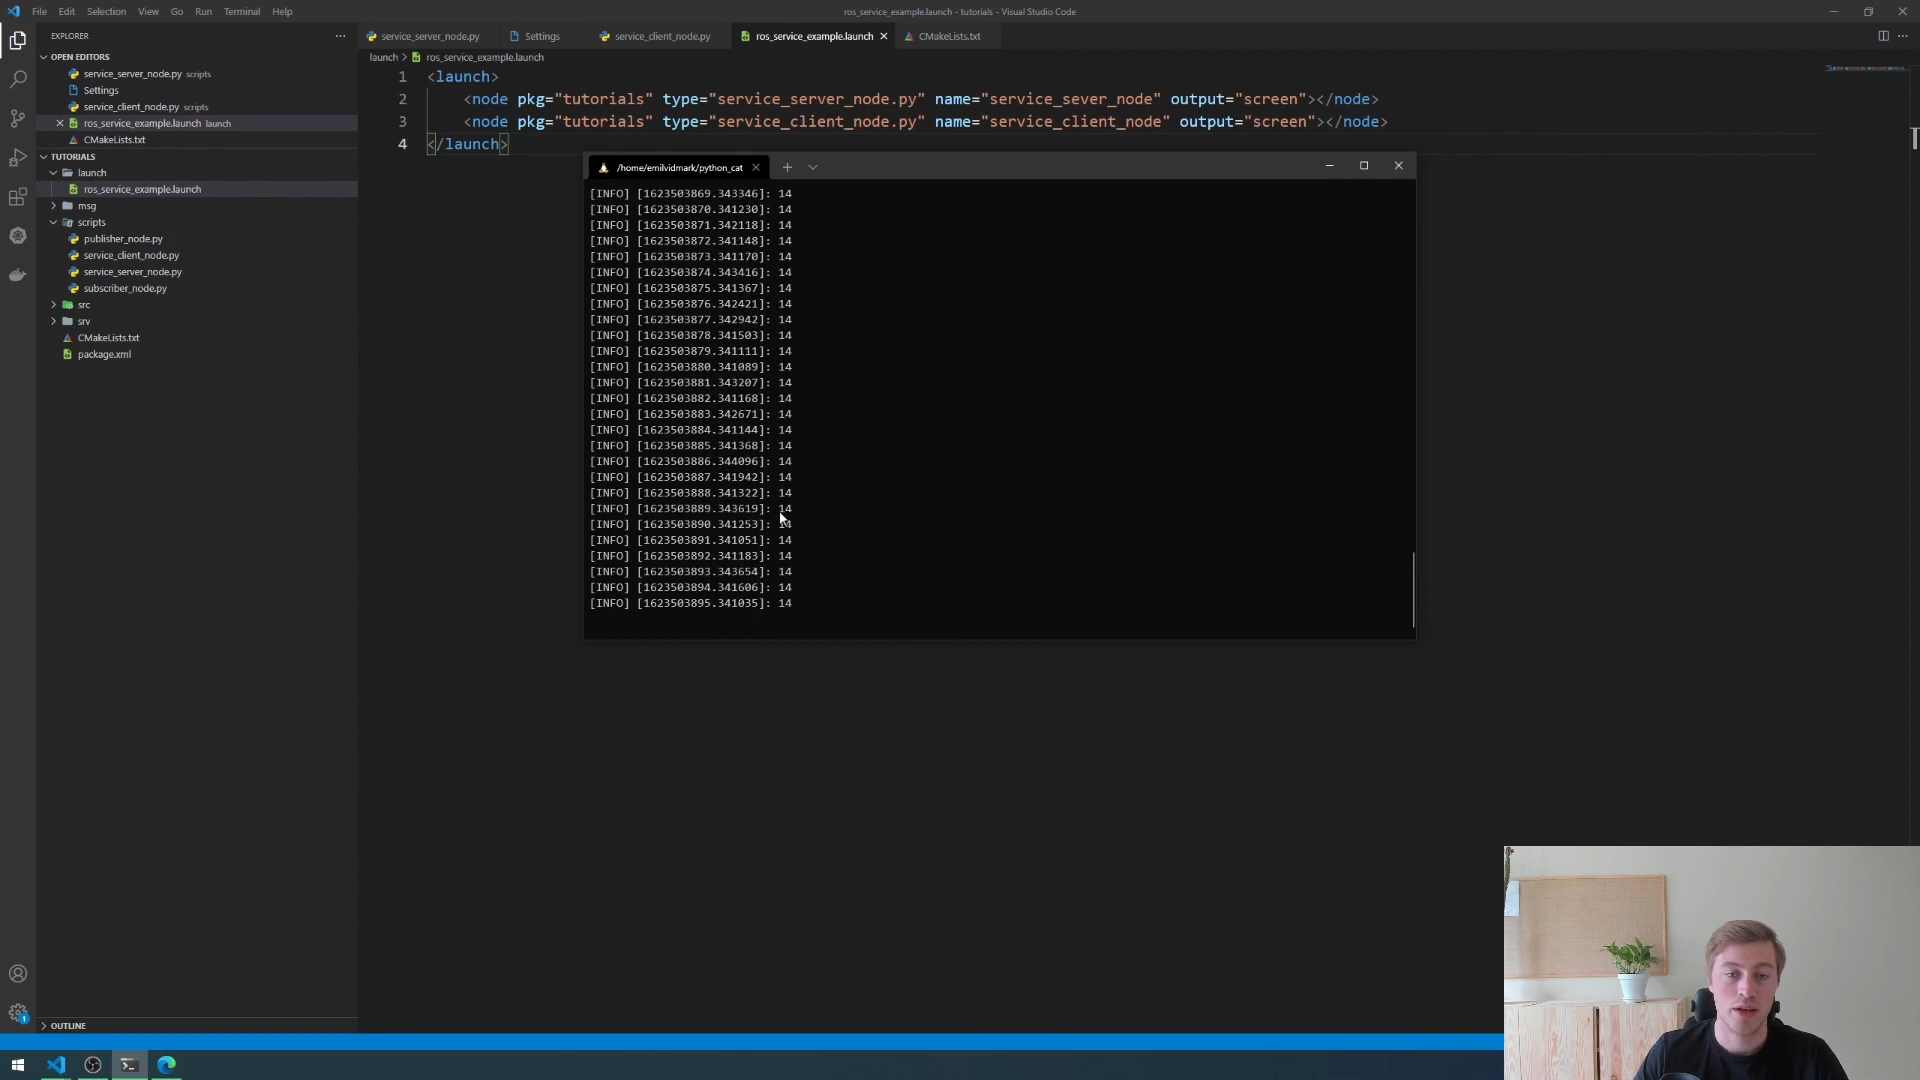 File Edit Selection View Go Run Terminal Help
ros_service_example.launch - tutorials - Visual Studio Code
EXPLORER
OPEN EDITORS
service_server_node.py scripts
Settings
service_client_node.py scripts
ros_service_example.launch launch
CMakeLists.txt
TUTORIALS
launch
ros_service_example.launch
msg
scripts
publisher_node.py
service_client_node.py
service_server_node.py
subscriber_node.py
src
srv
CMakeLists.txt
package.xml
OUTLINE
1
service_server_node.py
Settings
service_client_node.py
ros_service_example.launch
CMakeLists.txt
launch > ros_service_example.launch
1 <launch>
2 <node pkg="tutorials" type="service_server_node.py" name="service_sever_node" output="screen"></node>
3 <node pkg="tutorials" type="service_client_node.py" name="service_client_node" output="screen"></node>
4 </launch>
/home/emilvidmark/python_cat
[INFO] [1623503869.343346]: 14
[INFO] [1623503870.341230]: 14
[INFO] [1623503871.342118]: 14
[INFO] [1623503872.341148]: 14
[INFO] [1623503873.341170]: 14
[INFO] [1623503874.343416]: 14
[INFO] [1623503875.341367]: 14
[INFO] [1623503876.342421]: 14
[INFO] [1623503877.342942]: 14
[INFO] [1623503878.341503]: 14
[INFO] [1623503879.341111]: 14
[INFO] [1623503880.341089]: 14
[INFO] [1623503881.343207]: 14
[INFO] [1623503882.341168]: 14
[INFO] [1623503883.342671]: 14
[INFO] [1623503884.341144]: 14
[INFO] [1623503885.341368]: 14
[INFO] [1623503886.344096]: 14
[INFO] [1623503887.341942]: 14
[INFO] [1623503888.341322]: 14
[INFO] [1623503889.343619]: 14
[INFO] [1623503890.341253]: 14
[INFO] [1623503891.341051]: 14
[INFO] [1623503892.341183]: 14
[INFO] [1623503893.343654]: 14
[INFO] [1623503894.341606]: 14
[INFO] [1623503895.341035]: 14